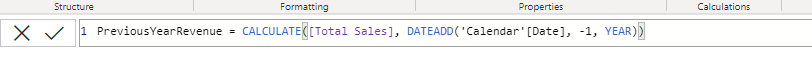 Structure Formatting Properties Calculations
1 PreviousYearRevenue = CALCULATE([Total Sales], DATEADD('Calendar'[Date], -1, YEAR))